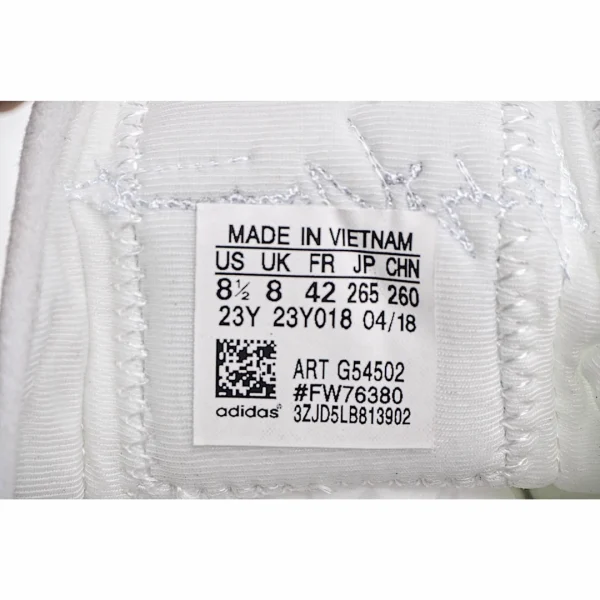 MADE IN VIETNAM
US UK FR JP CHN
8½ 8 42 265 260
23Y 23Y018 04/18
ART G54502
#FW76380
adidas® 3ZJD5LB813902